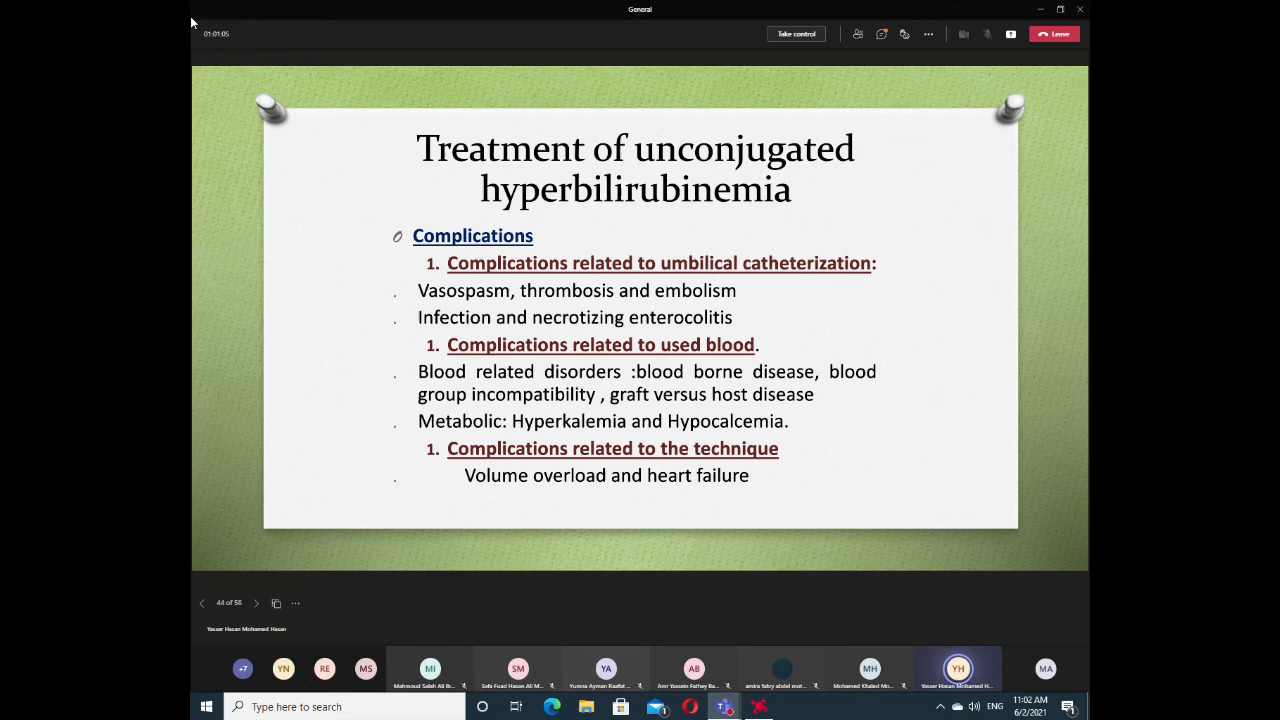 General
01:01:05
Take control
Leave
Treatment of unconjugated
hyperbilirubinemia
Complications
1. Complications related to umbilical catheterization:
. Vasospasm, thrombosis and embolism
. Infection and necrotizing enterocolitis
1. Complications related to used blood.
. Blood related disorders :blood borne disease, blood
group incompatibility , graft versus host disease
. Metabolic: Hyperkalemia and Hypocalcemia.
1. Complications related to the technique
. Volume overload and heart failure
44 of 56
Yasser Hasan Mohamed Hasan
+7 YN RE MS MI SM YA AB MH YH MA
Mahmoud Salah Ali Ib... Safa Fuad Hasas Ali M... Yumna Ayman Raafat ... Amr Yassein Fathey Ba... amira fakry abdel mot... Mohamed Khaled Mo... Yasser Hasan Mohamed H...
Type here to search
1
ENG
11:02 AM
6/2/2021
1